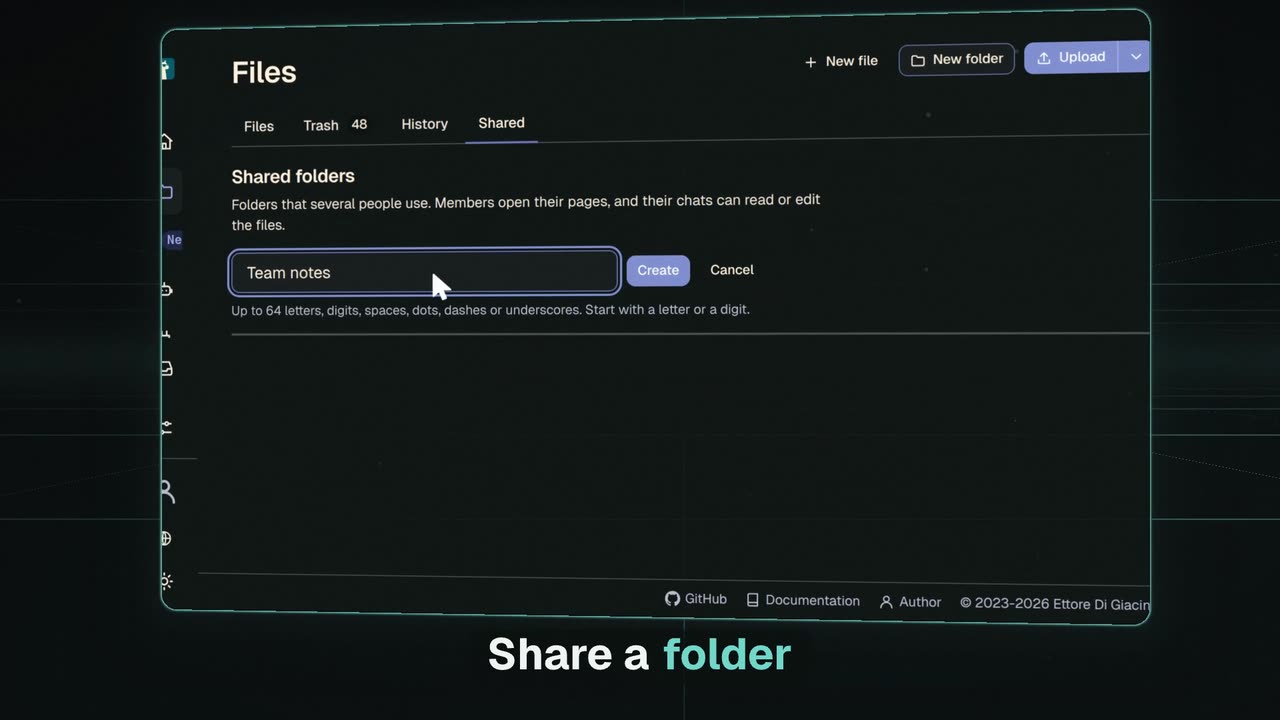 Files
+ New file
New folder
Upload
Files
Trash 48
History
Shared
Shared folders
Folders that several people use. Members open their pages, and their chats can read or edit
the files.
Ne
Team notes
Create
Cancel
Up to 64 letters, digits, spaces, dots, dashes or underscores. Start with a letter or a digit.
GitHub
Documentation
Author
© 2023-2026 Ettore Di Giacin
Share a folder